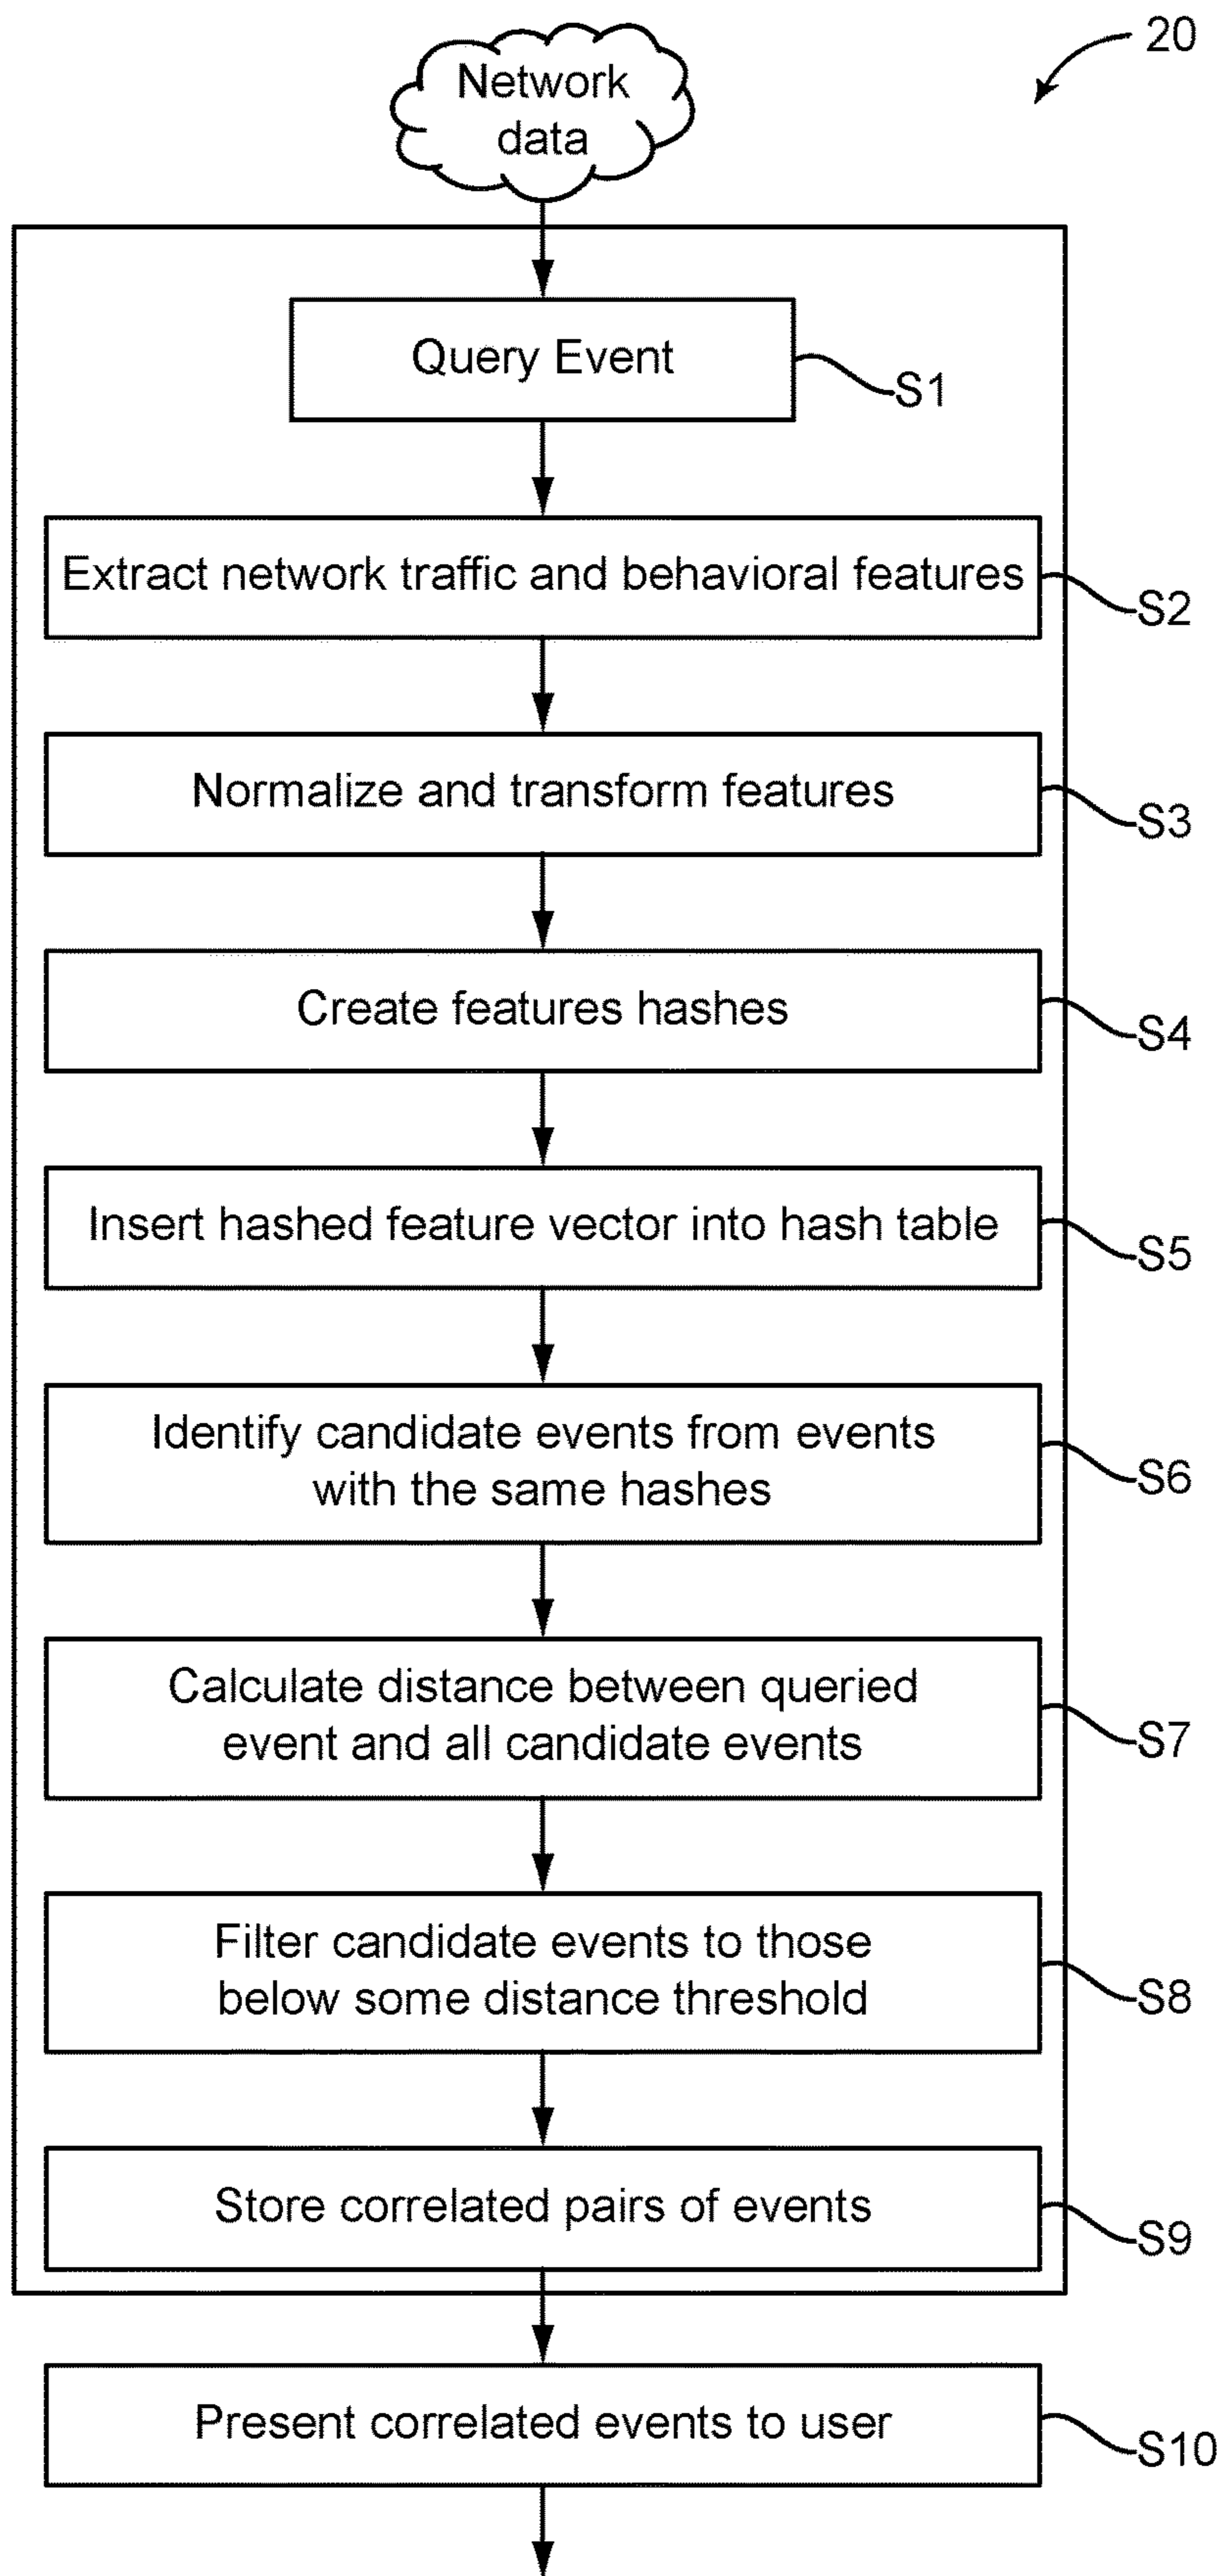 20
Network
data
Query Event
S1
Extract network traffic and behavioral features
S2
Normalize and transform features
S3
Create features hashes
S4
Insert hashed feature vector into hash table
S5
Identify candidate events from events
with the same hashes
S6
Calculate distance between queried
event and all candidate events
S7
Filter candidate events to those
below some distance threshold
S8
Store correlated pairs of events
S9
Present correlated events to user
S10